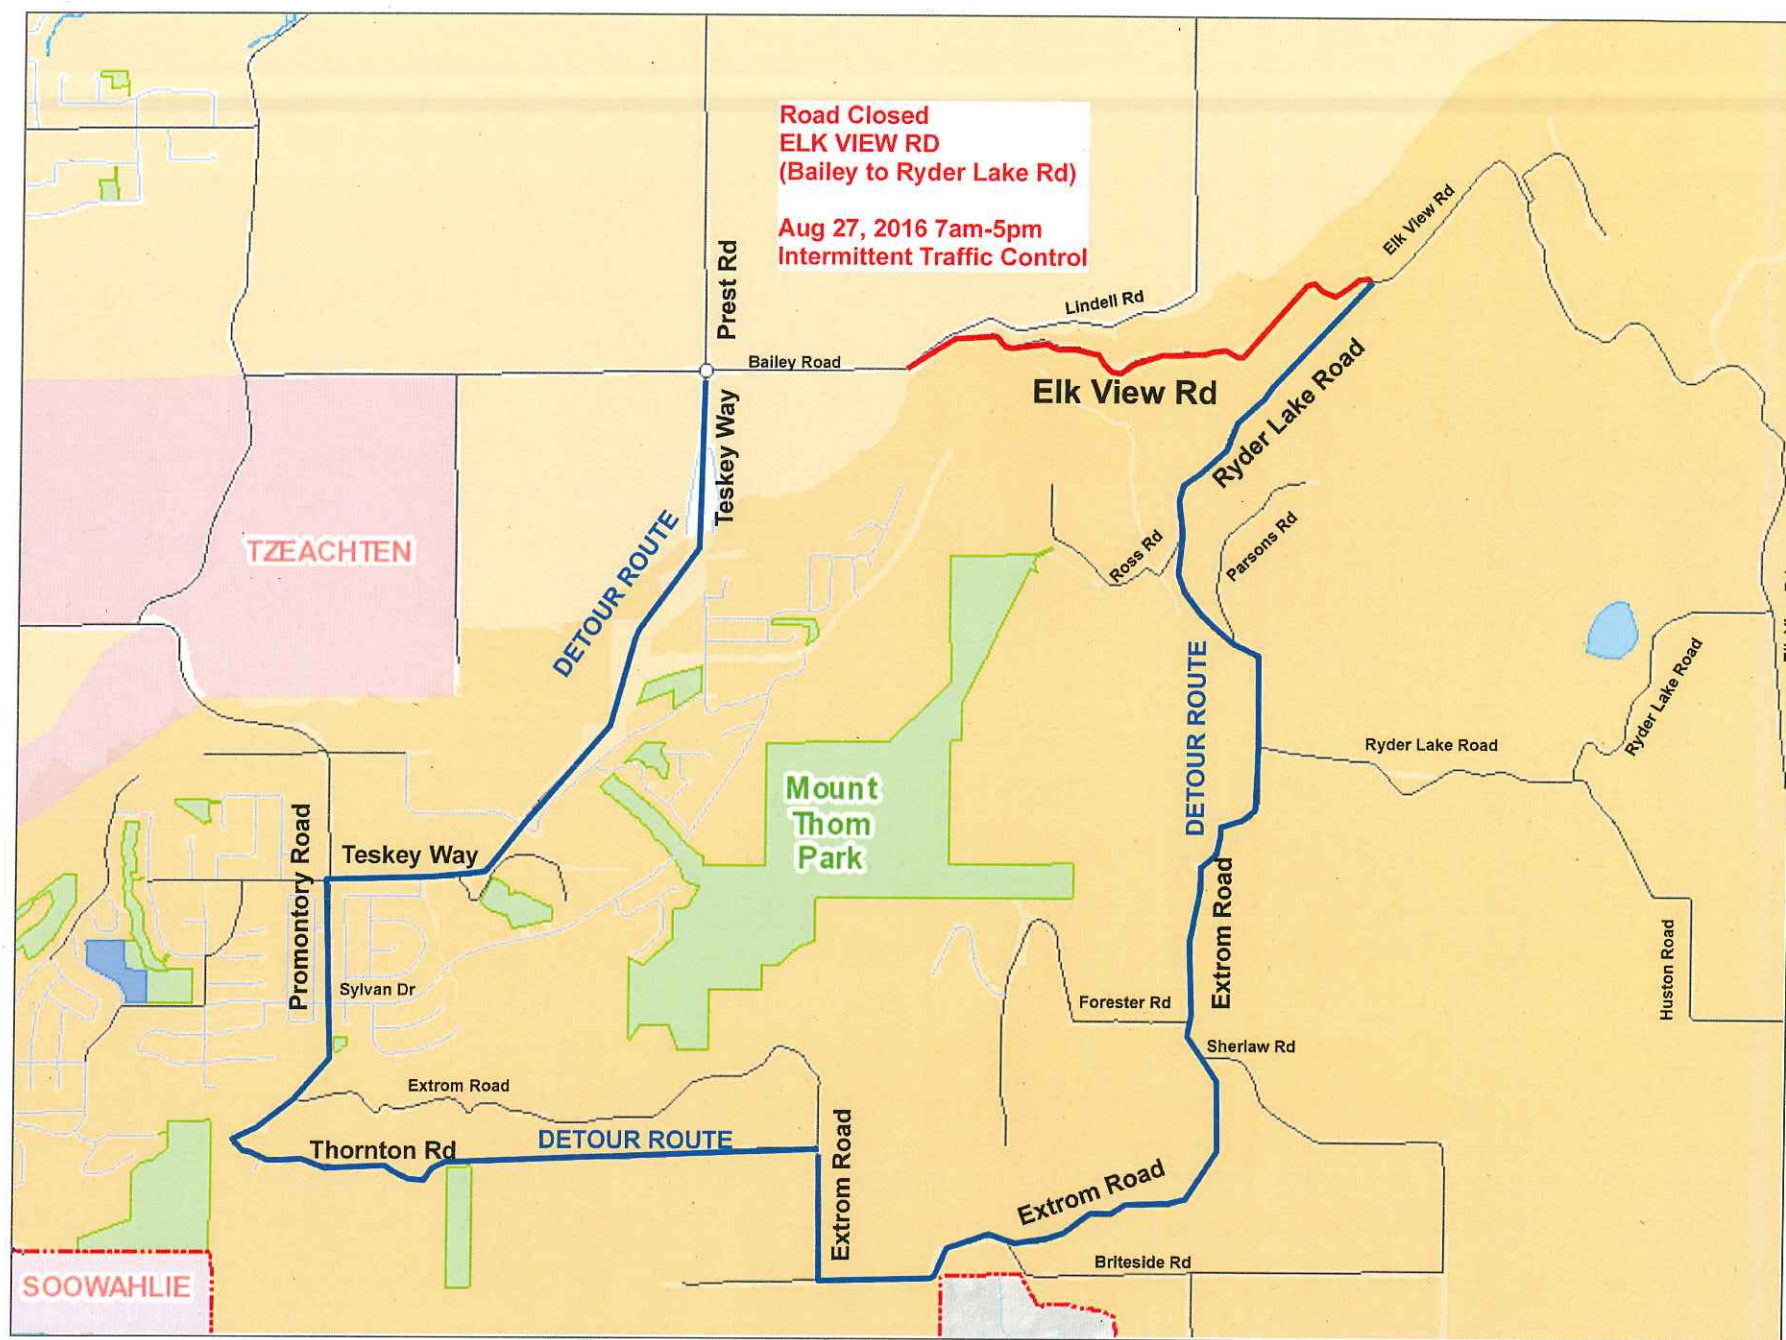 Road Closed
ELK VIEW RD
(Bailey to Ryder Lake Rd)
Aug 27, 2016 7am-5pm
Intermittent Traffic Control
Elk View Rd
Prest Rd
Lindell Rd
Bailey Road
Elk View Rd
Ryder Lake Road
Teskey Way
TZEACHTEN
DETOUR ROUTE
Ross Rd
Parsons Rd
DETOUR ROUTE
Ryder Lake Road
Ryder Lake Road
Mount
Thom
Park
Promontory Road
Teskey Way
Extrom Road
Sylvan Dr
Forester Rd
Huston Road
Sherlaw Rd
Extrom Road
Thornton Rd
DETOUR ROUTE
Extrom Road
Extrom Road
Briteside Rd
SOOWAHLIE